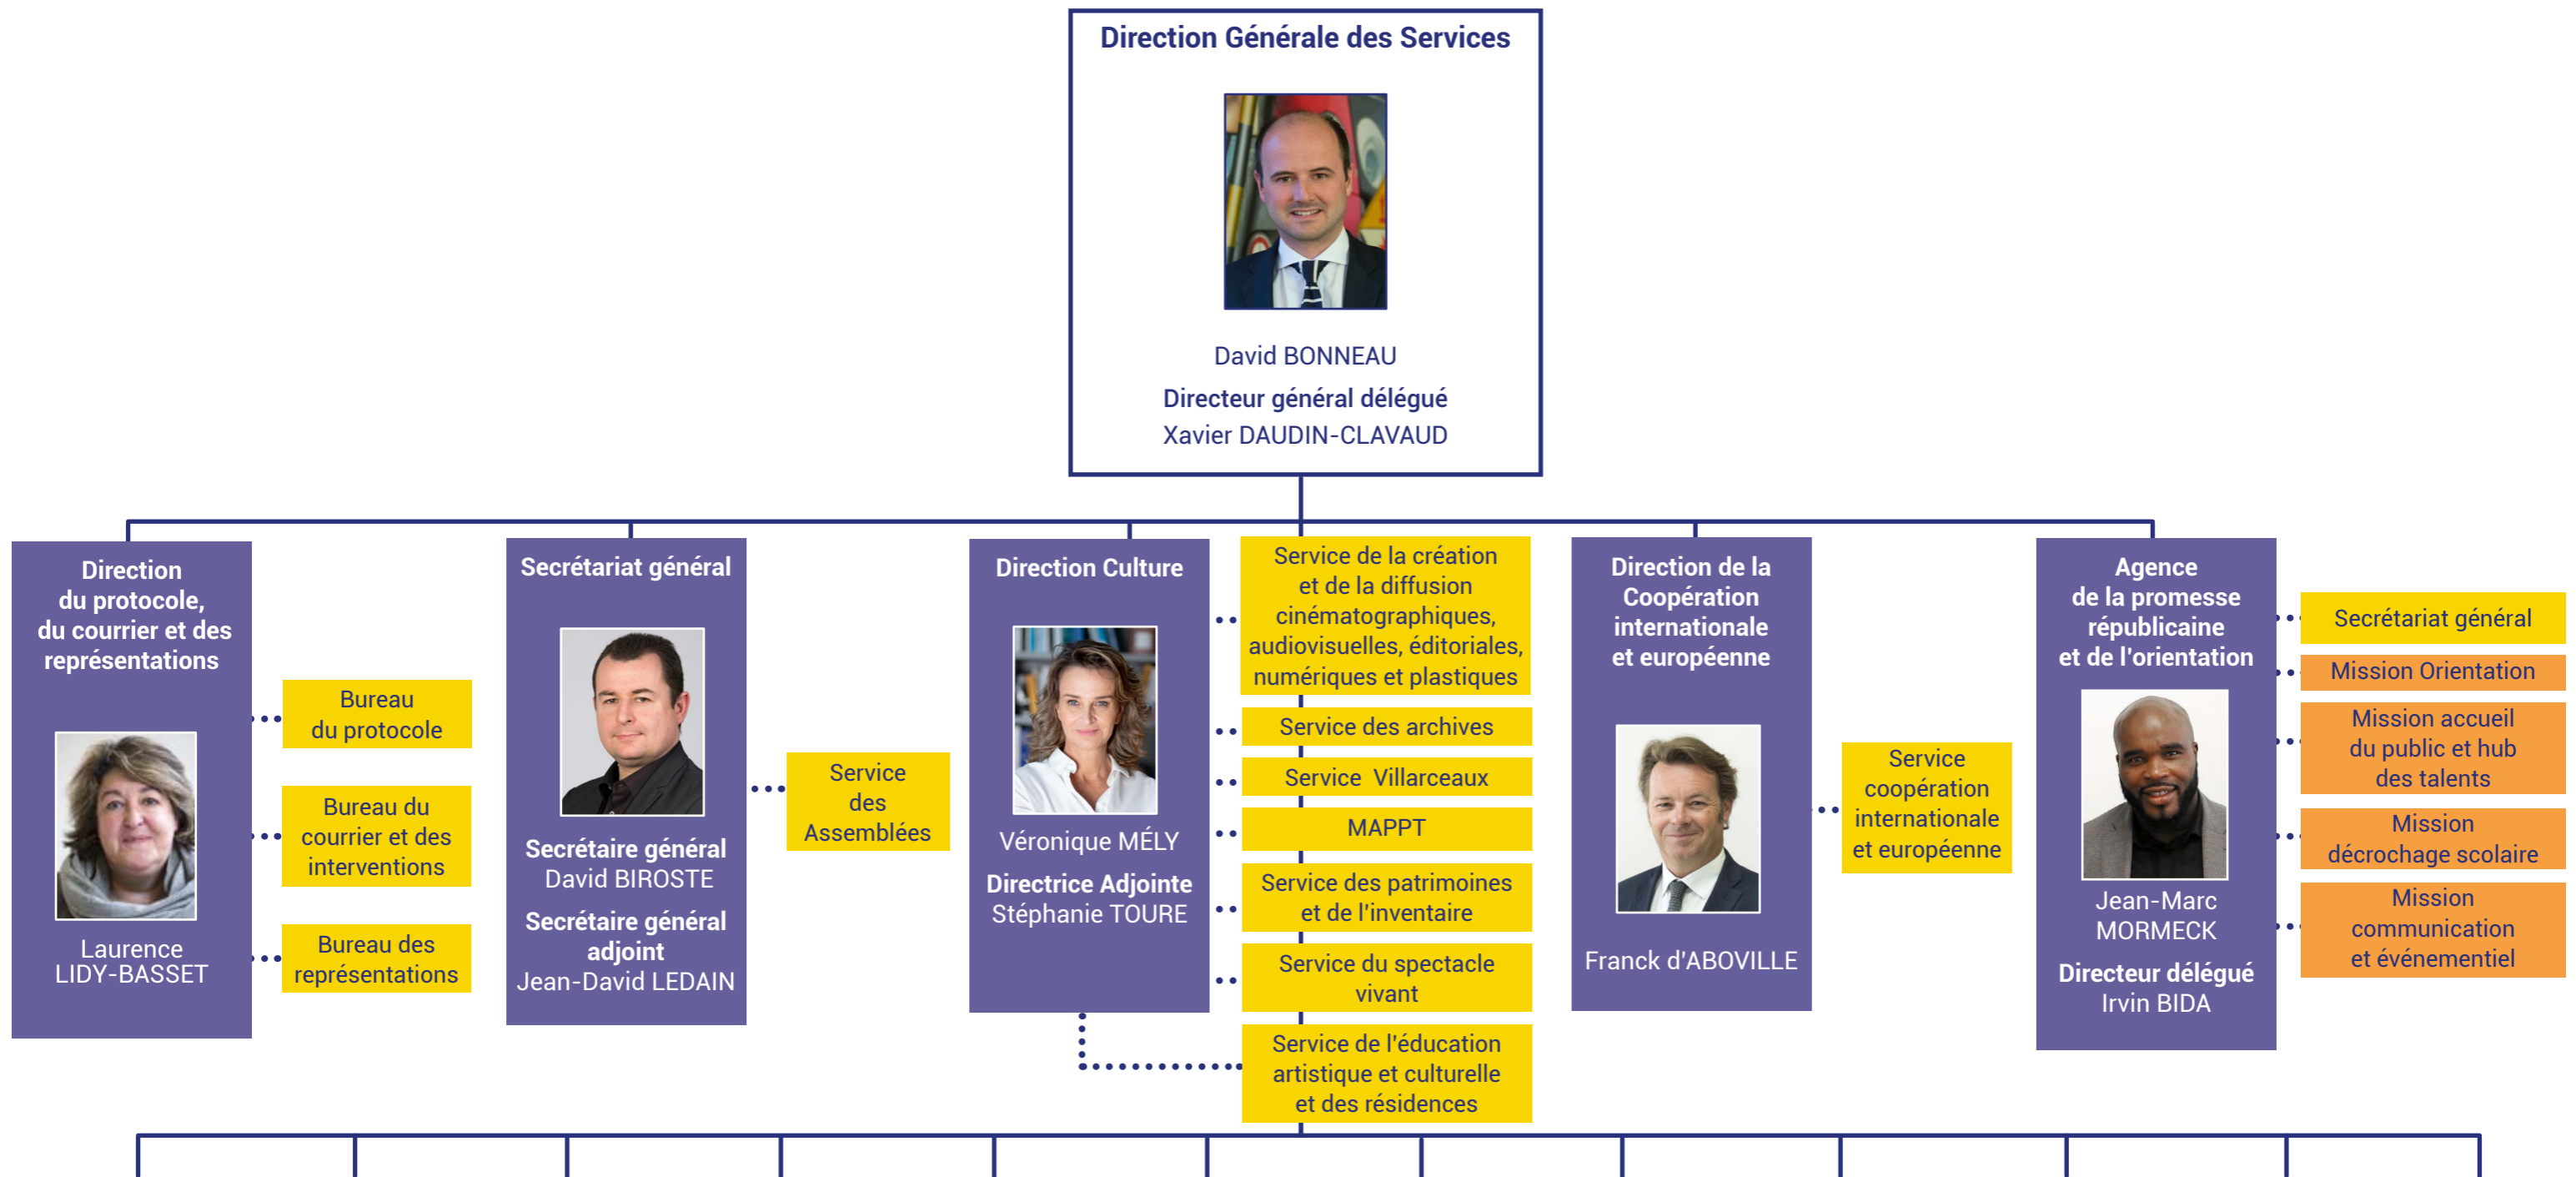 Direction Générale des Services
David BONNEAU
Directeur général délégué
Xavier DAUDIN-CLAVAUD
Direction
du protocole,
du courrier et des
représentations
Laurence
LIDY-BASSET
Bureau
du protocole
Bureau du
courrier et des
interventions
Bureau des
représentations
Secrétariat général
Secrétaire général
David BIROSTE
Secrétaire général
adjoint
Jean-David LEDAIN
Service
des
Assemblées
Direction Culture
Véronique MÉLY
Directrice Adjointe
Stéphanie TOURE
Service de la création
et de la diffusion
cinématographiques,
audiovisuelles, éditoriales,
numériques et plastiques
Service des archives
Service Villarceaux
MAPPT
Service des patrimoines
et de l'inventaire
Service du spectacle
vivant
Service de l'éducation
artistique et culturelle
et des résidences
Direction de la
Coopération
internationale
et européenne
Franck d'ABOVILLE
Service
coopération
internationale
et européenne
Agence
de la promesse
républicaine
et de l'orientation
Jean-Marc
MORMECK
Directeur délégué
Irvin BIDA
Secrétariat général
Mission Orientation
Mission accueil
du public et hub
des talents
Mission
décrochage scolaire
Mission
communication
et événementiel